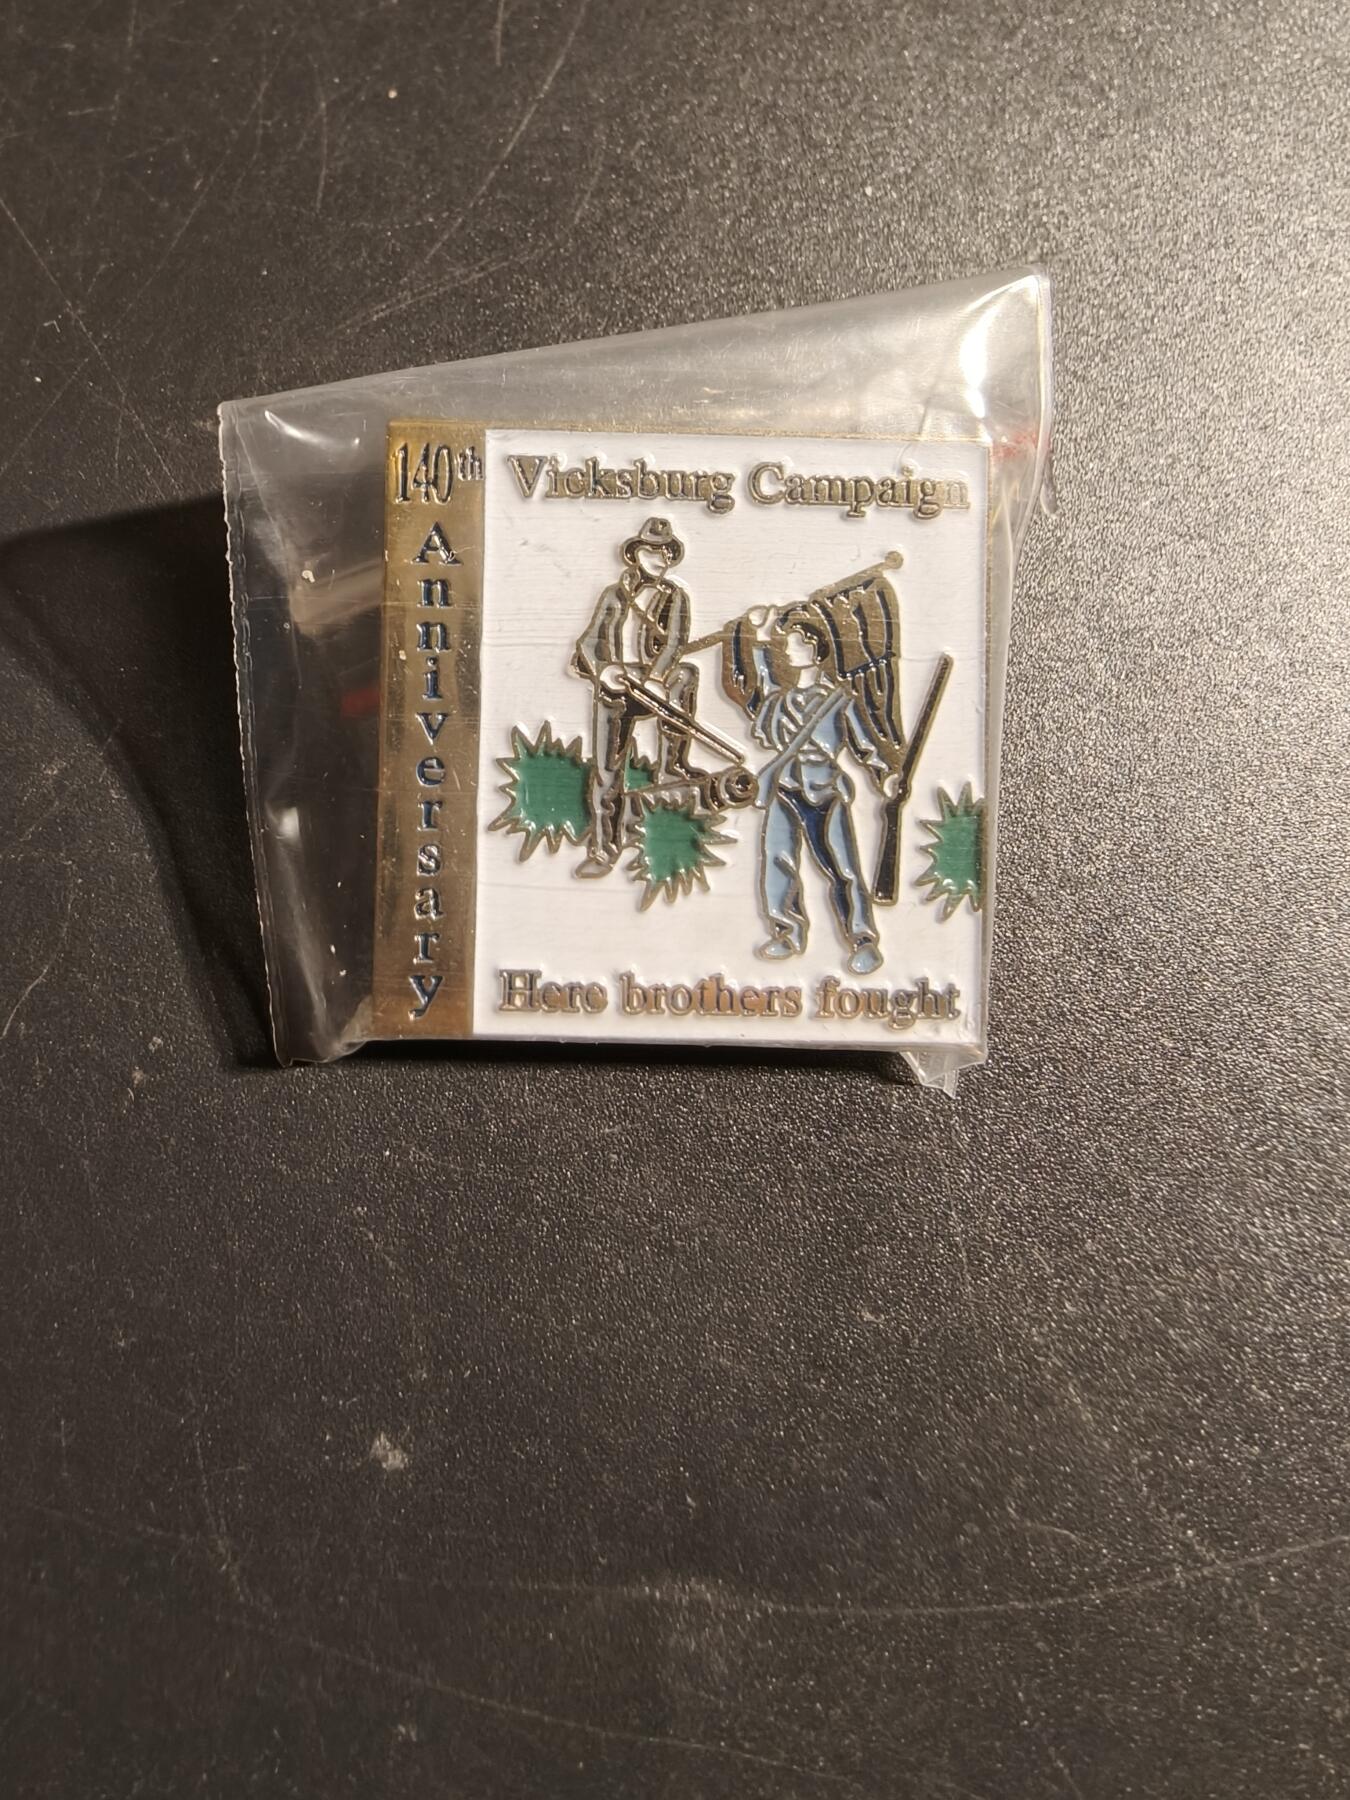 140th
Anniversary
Vicksburg Campaign
Here brothers fought